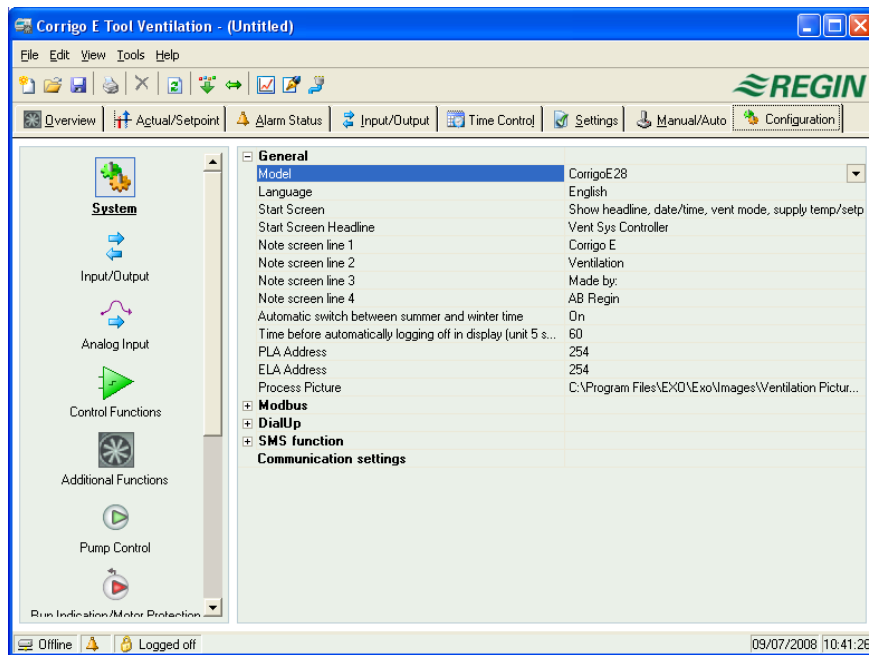 Corrigo E Tool Ventilation - (Untitled)
File Edit View Tools Help
REGIN
Overview Actual/Setpoint Alarm Status Input/Output Time Control Settings Manual/Auto Configuration
System
Input/Output
Analog Input
Control Functions
Additional Functions
Pump Control
Run Indication/Motor Protection
General
Model CorrigoE28
Language English
Start Screen Show headline, date/time, vent mode, supply temp/setp
Start Screen Headline Vent Sys Controller
Note screen line 1 Corrigo E
Note screen line 2 Ventilation
Note screen line 3 Made by:
Note screen line 4 AB Regin
Automatic switch between summer and winter time On
Time before automatically logging off in display (unit 5 s... 60
PLA Address 254
ELA Address 254
Process Picture C:\Program Files\EXO\Exo\Images\Ventilation Pictur...
Modbus
DialUp
SMS function
Communication settings
Offline Logged off 09/07/2008 10:41:26